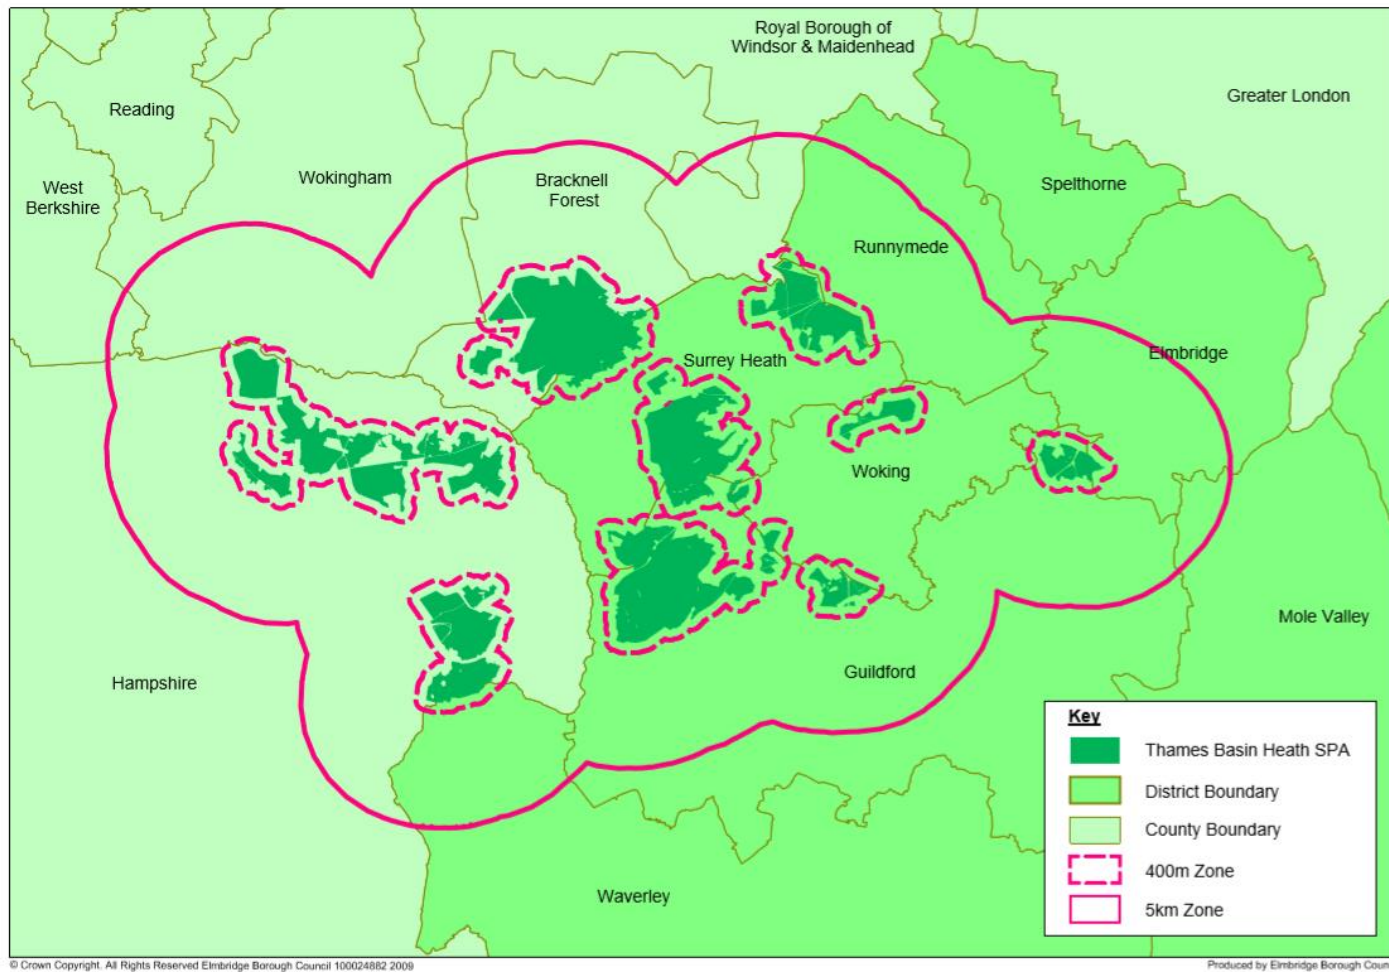 Royal Borough of
Windsor & Maidenhead
Greater London
Reading
Wokingham
Bracknell
Forest
West
Berkshire
Spelthorne
Runnymede
Elmbridge
Surrey Heath
Woking
Mole Valley
Guildford
Hampshire
Waverley
Key
Thames Basin Heath SPA
District Boundary
County Boundary
400m Zone
5km Zone
© Crown Copyright. All Rights Reserved Elmbridge Borough Council 100024882 2009
Produced by Elmbridge Borough Coun